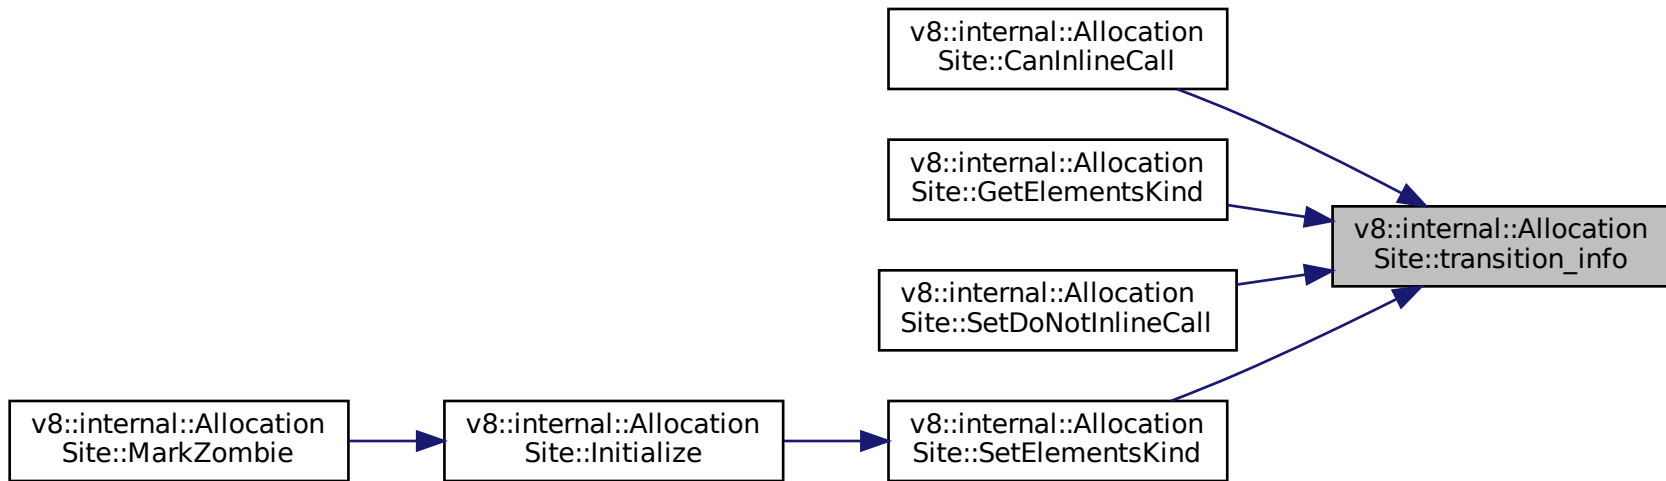 v8::internal::Allocation
Site::CanInlineCall
v8::internal::Allocation
Site::GetElementsKind
v8::internal::Allocation
Site::transition_info
v8::internal::Allocation
Site::SetDoNotInlineCall
v8::internal::Allocation
Site::MarkZombie
v8::internal::Allocation
Site::Initialize
v8::internal::Allocation
Site::SetElementsKind